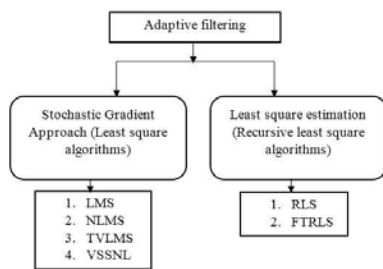 Adaptive filtering
Stochastic Gradient
Approach (Least square
algorithms)
Least square estimation
(Recursive least square
algorithms)
1. LMS
2. NLMS
3. TVLMS
4. VSSNL
1. RLS
2. FTRLS